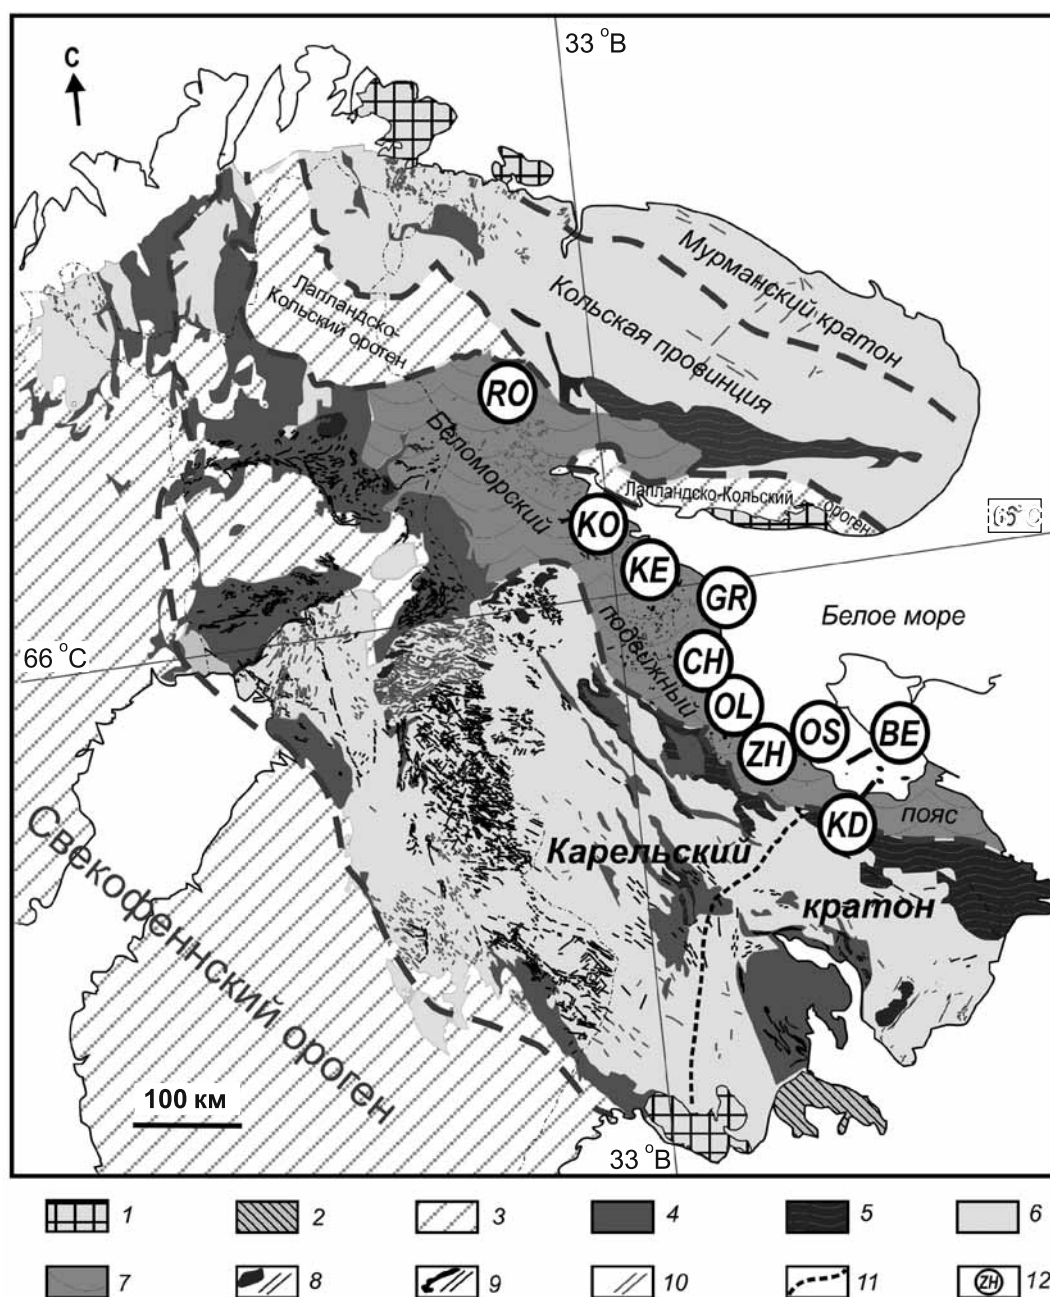 33 °В
С
Мурманский кратон
Кольская провинция
Лапландско-
Кольский ороген
RO
Беломорский
Лапландско-Кольский
ороген
KO
66°С
KE
GR
подвижный
Белое море
66 °С
CH
OL
OS
BE
ZH
KD
пояс
Карельский
кратон
Свекофеннский ороген
100 км
33 °В
1
2
3
4
5
6
7
8
9
10
11
ZH
12